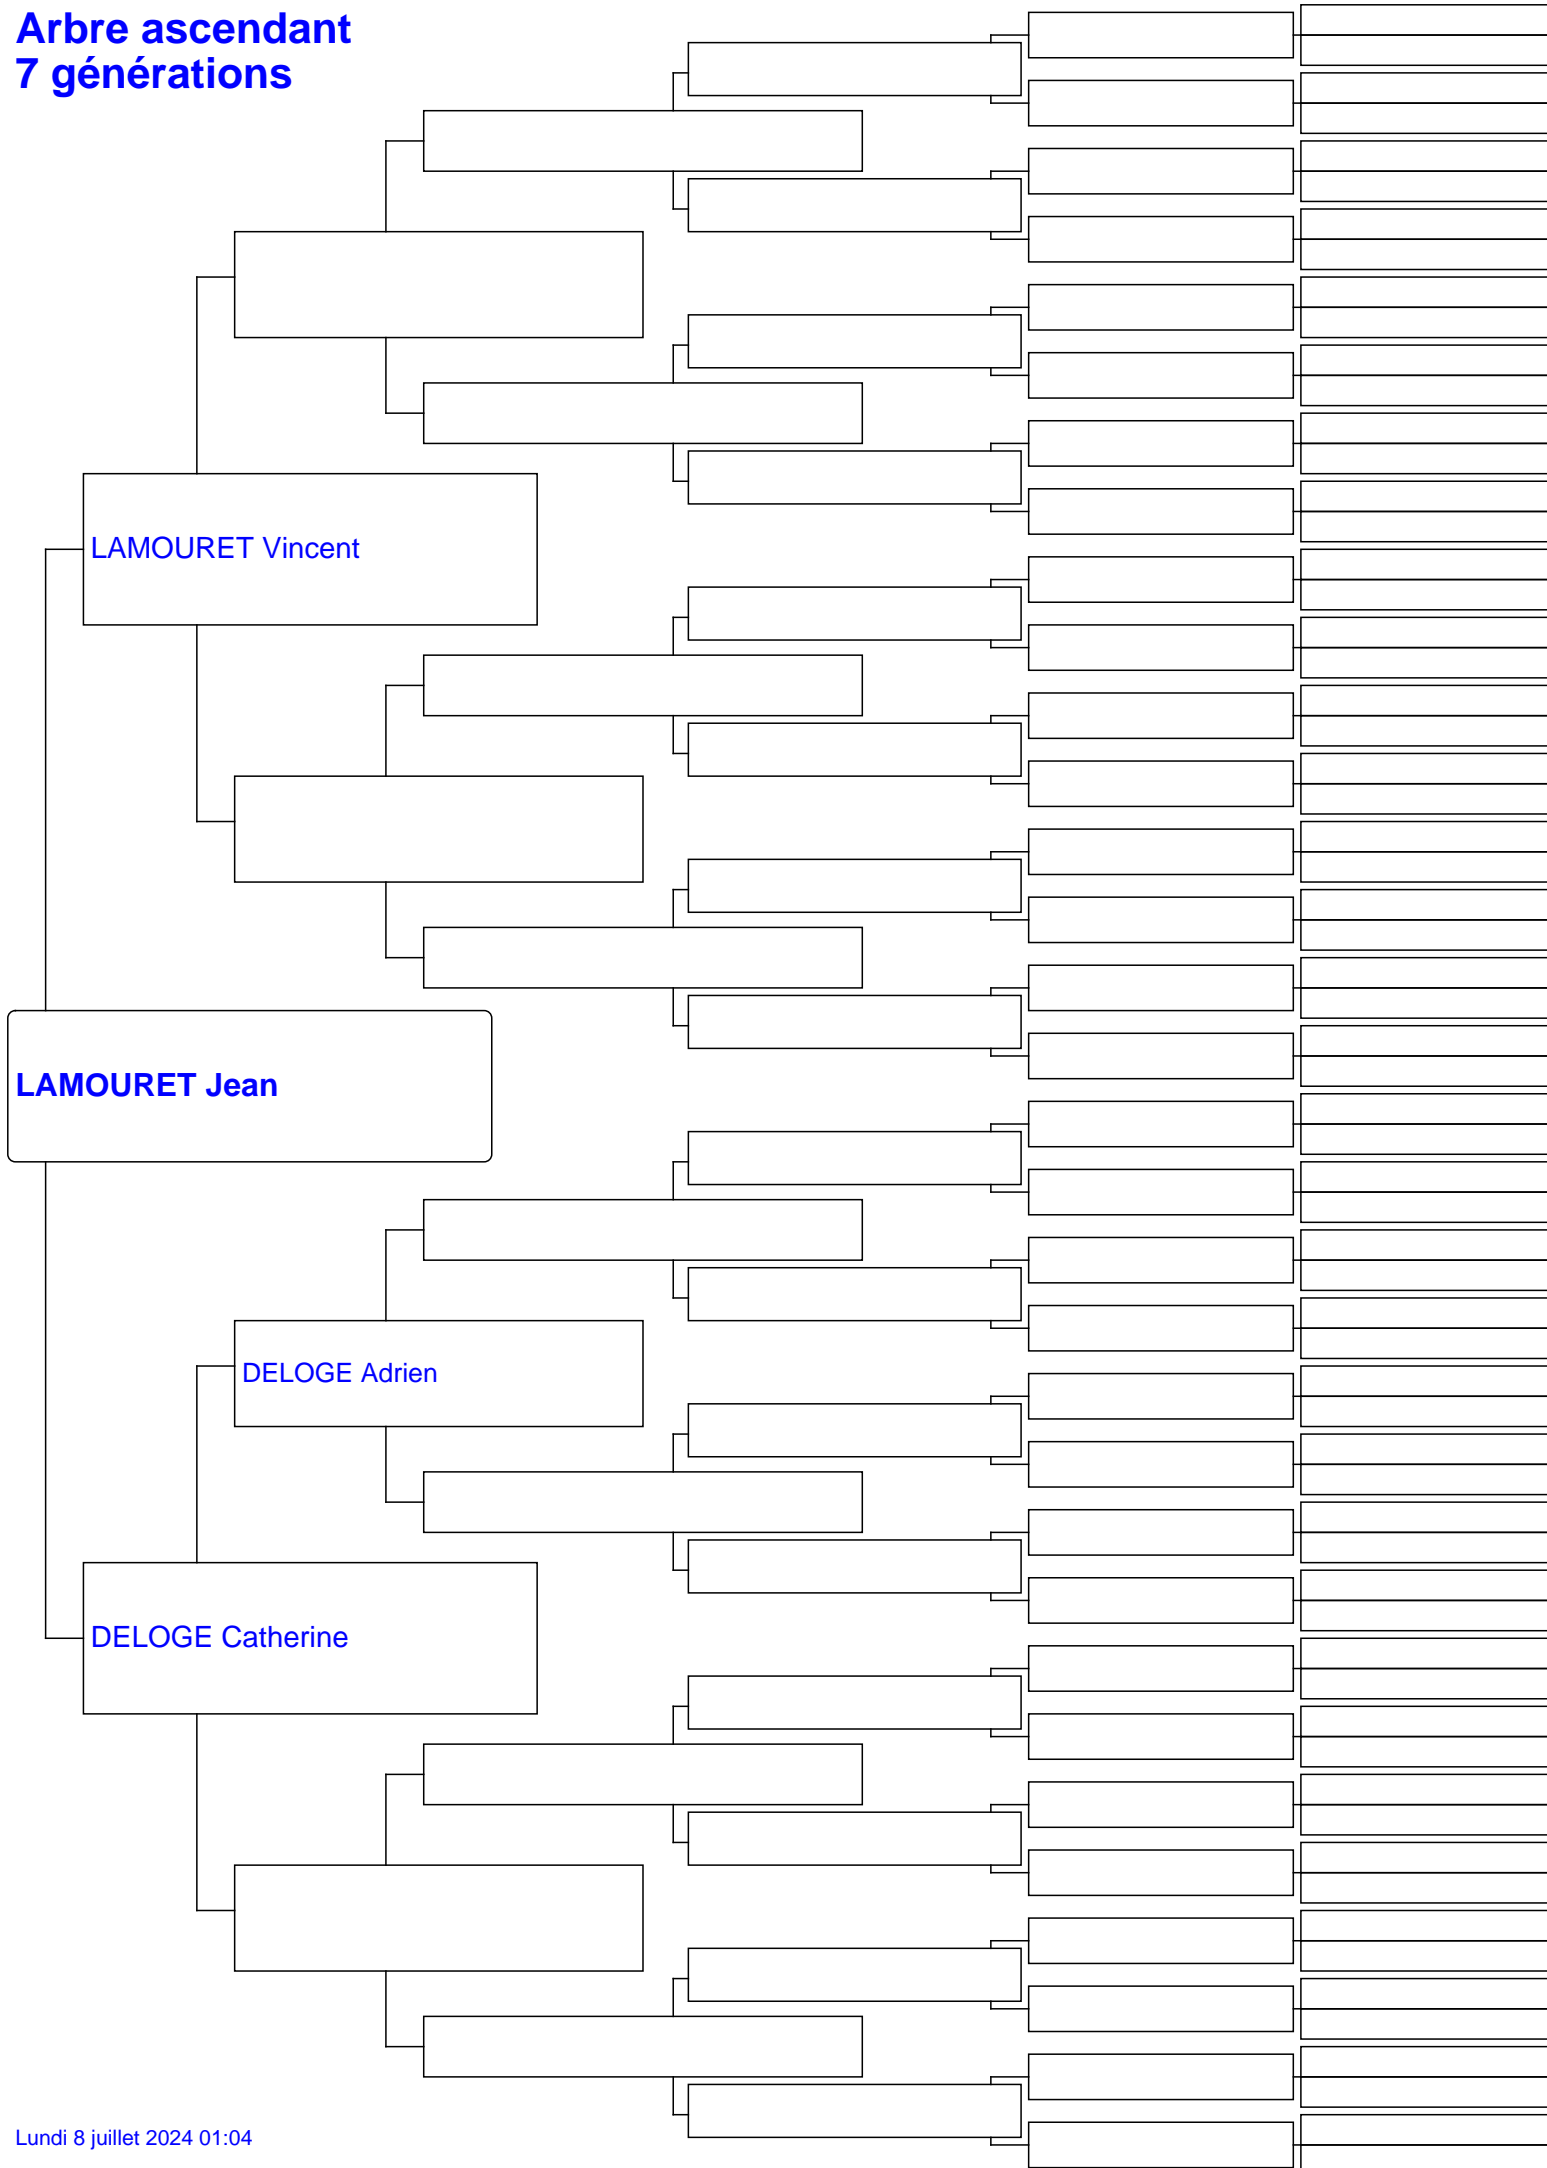 Arbre ascendant
7 générations
LAMOURET Vincent
LAMOURET Jean
DELOGE Adrien
DELOGE Catherine
Lundi 8 juillet 2024 01:04